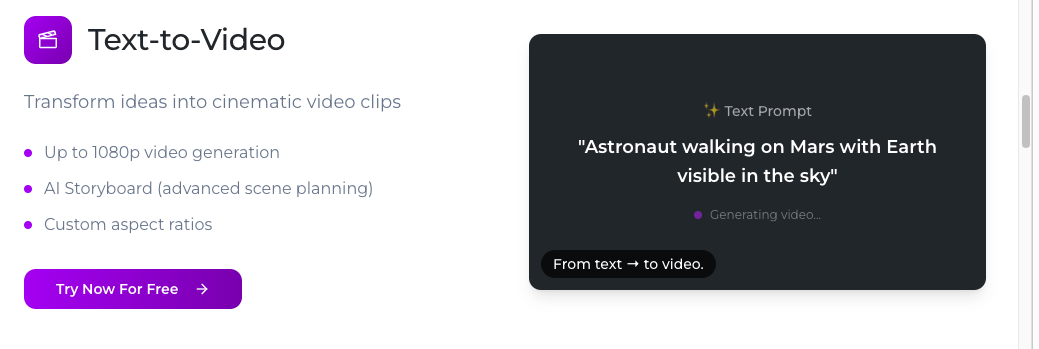 Text-to-Video
Transform ideas into cinematic video clips
Up to 1080p video generation
AI Storyboard (advanced scene planning)
Custom aspect ratios
Try Now For Free →
✨ Text Prompt
"Astronaut walking on Mars with Earth
visible in the sky"
Generating video...
From text → to video.